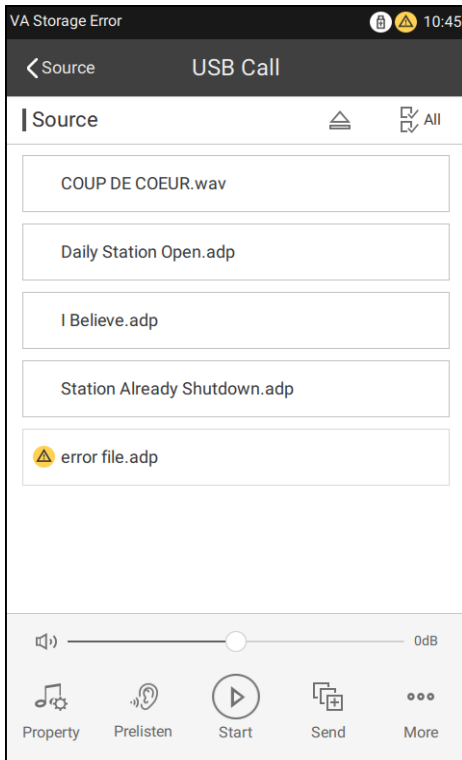 VA Storage Error 10:45
Source USB Call
Source All
COUP DE COEUR.wav
Daily Station Open.adp
I Believe.adp
Station Already Shutdown.adp
error file.adp
0dB
Property Prelisten Start Send More